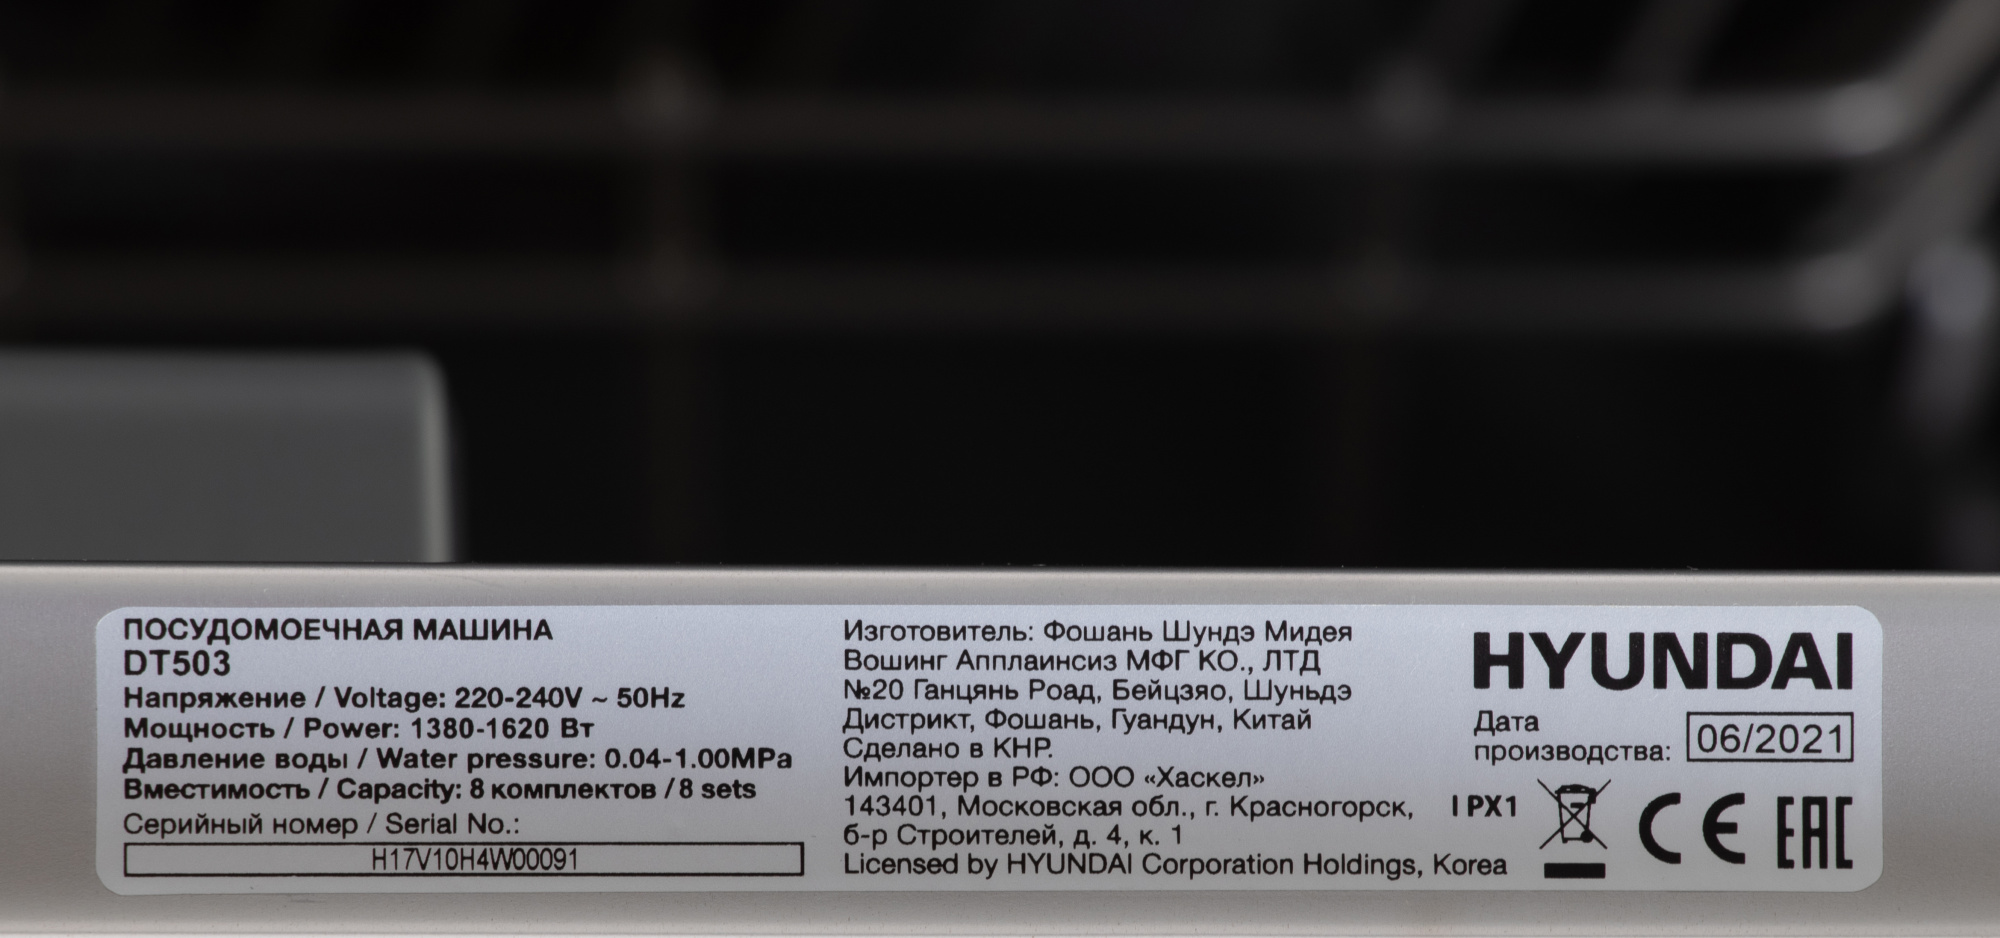 ПОСУДОМОЕЧНАЯ МАШИНА
DT503
Напряжение / Voltage: 220-240V ~ 50Hz
Мощность / Power: 1380-1620 Вт
Давление воды / Water pressure: 0.04-1.00MPa
Вместимость / Capacity: 8 комплектов / 8 sets
Серийный номер / Serial No.:
H17V10H4W00091
Изготовитель: Фошань Шундэ Мидея
Вошинг Апплаинсиз МФГ КО., ЛТД
№20 Ганцянь Роад, Бейцзяо, Шуньдэ
Дистрикт, Фошань, Гуандун, Китай
Сделано в КНР.
Импортер в РФ: ООО «Хаскел»
143401, Московская обл., г. Красногорск,
б-р Строителей, д. 4, к. 1
Licensed by HYUNDAI Corporation Holdings, Korea
HYUNDAI
Дата
производства: 06/2021
IPX1 CE EAC